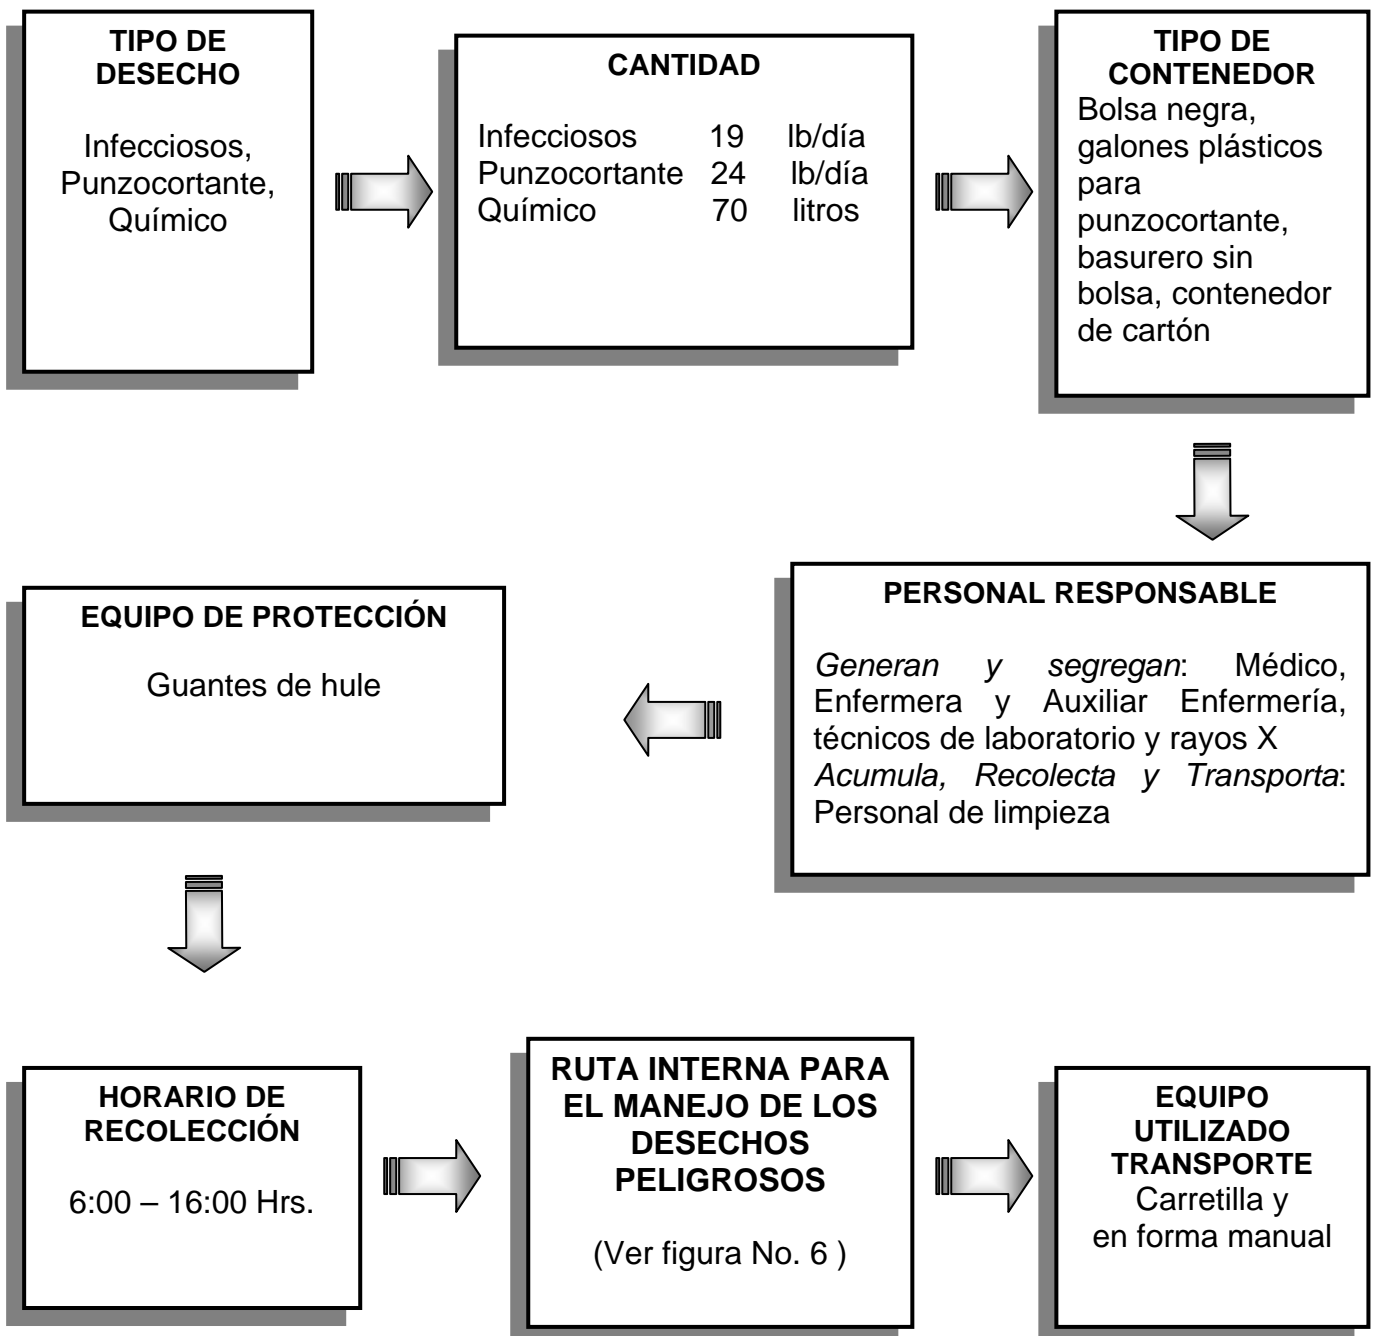 TIPO DE
DESECHO
Infecciosos,
Punzocortante,
Químico
CANTIDAD
Infecciosos 19 lb/día
Punzocortante 24 lb/día
Químico 70 litros
TIPO DE
CONTENEDOR
Bolsa negra,
galones plásticos
para
punzocortante,
basurero sin
bolsa, contenedor
de cartón
PERSONAL RESPONSABLE
Generan y segregan: Médico,
Enfermera y Auxiliar Enfermería,
técnicos de laboratorio y rayos X
Acumula, Recolecta y Transporta:
Personal de limpieza
EQUIPO DE PROTECCIÓN
Guantes de hule
HORARIO DE
RECOLECCIÓN
6:00 – 16:00 Hrs.
RUTA INTERNA PARA
EL MANEJO DE LOS
DESECHOS
PELIGROSOS
(Ver figura No. 6 )
EQUIPO
UTILIZADO
TRANSPORTE
Carretilla y
en forma manual